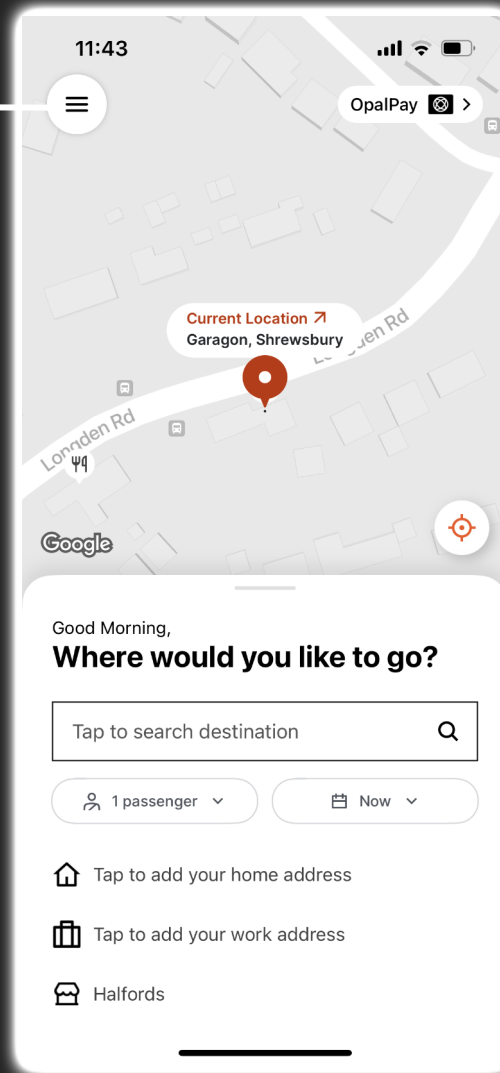 11:43
OpalPay
Current Location
Garagon, Shrewsbury
Longden Rd
Longden Rd
Google
Good Morning,
Where would you like to go?
Tap to search destination
1 passenger
Now
Tap to add your home address
Tap to add your work address
Halfords